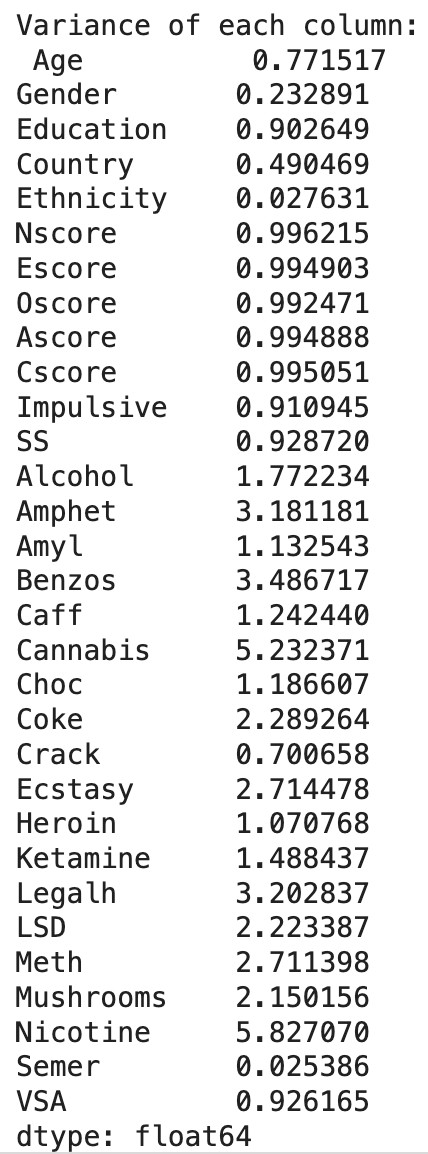 Variance of each column:
 Age          0.771517
Gender       0.232891
Education    0.902649
Country      0.490469
Ethnicity    0.027631
Nscore       0.996215
Escore       0.994903
Oscore       0.992471
Ascore       0.994888
Cscore       0.995051
Impulsive    0.910945
SS           0.928720
Alcohol      1.772234
Amphet       3.181181
Amyl         1.132543
Benzos       3.486717
Caff         1.242440
Cannabis     5.232371
Choc         1.186607
Coke         2.289264
Crack        0.700658
Ecstasy      2.714478
Heroin       1.070768
Ketamine     1.488437
Legalh       3.202837
LSD          2.223387
Meth         2.711398
Mushrooms    2.150156
Nicotine     5.827070
Semer        0.025386
VSA          0.926165
dtype: float64